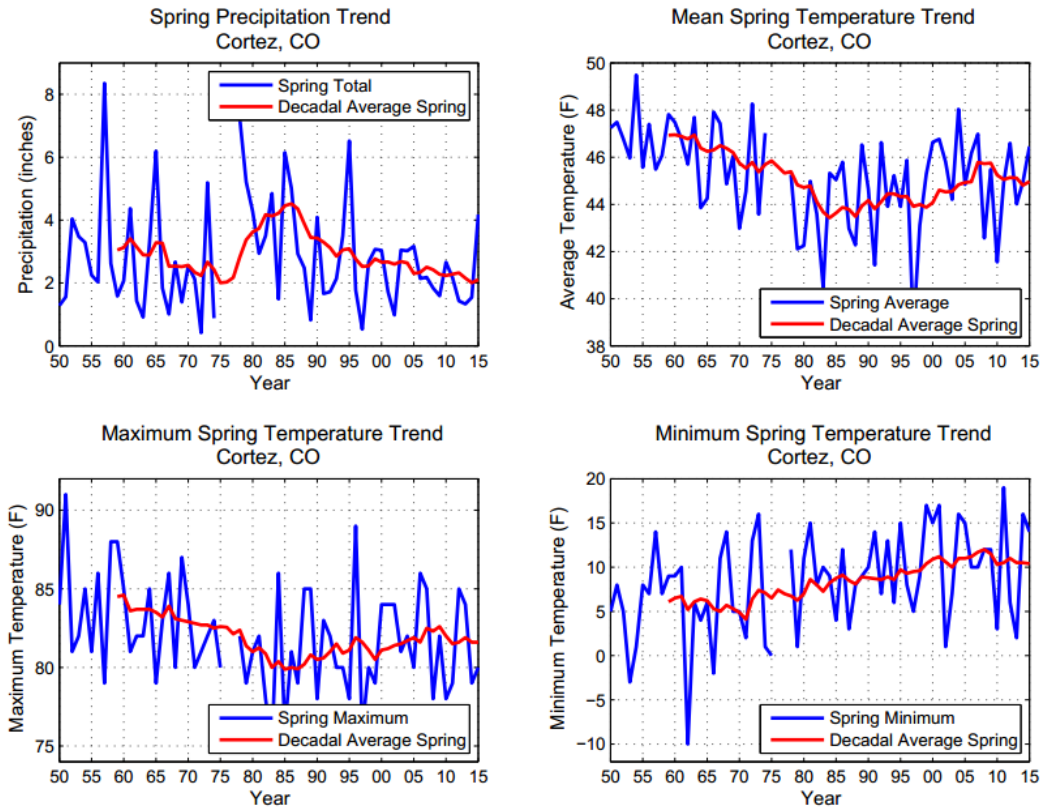 Spring Precipitation Trend
Cortez, CO
Precipitation (inches)
8
6
4
2
0
Spring Total
Decadal Average Spring
50 55 60 65 70 75 80 85 90 95 00 05 10 15
Year
Mean Spring Temperature Trend
Cortez, CO
Average Temperature (F)
50
48
46
44
42
40
38
Spring Average
Decadal Average Spring
50 55 60 65 70 75 80 85 90 95 00 05 10 15
Year
Maximum Spring Temperature Trend
Cortez, CO
Maximum Temperature (F)
90
85
80
75
Spring Maximum
Decadal Average Spring
50 55 60 65 70 75 80 85 90 95 00 05 10 15
Year
Minimum Spring Temperature Trend
Cortez, CO
Minimum Temperature (F)
20
15
10
5
0
−5
−10
Spring Minimum
Decadal Average Spring
50 55 60 65 70 75 80 85 90 95 00 05 10 15
Year